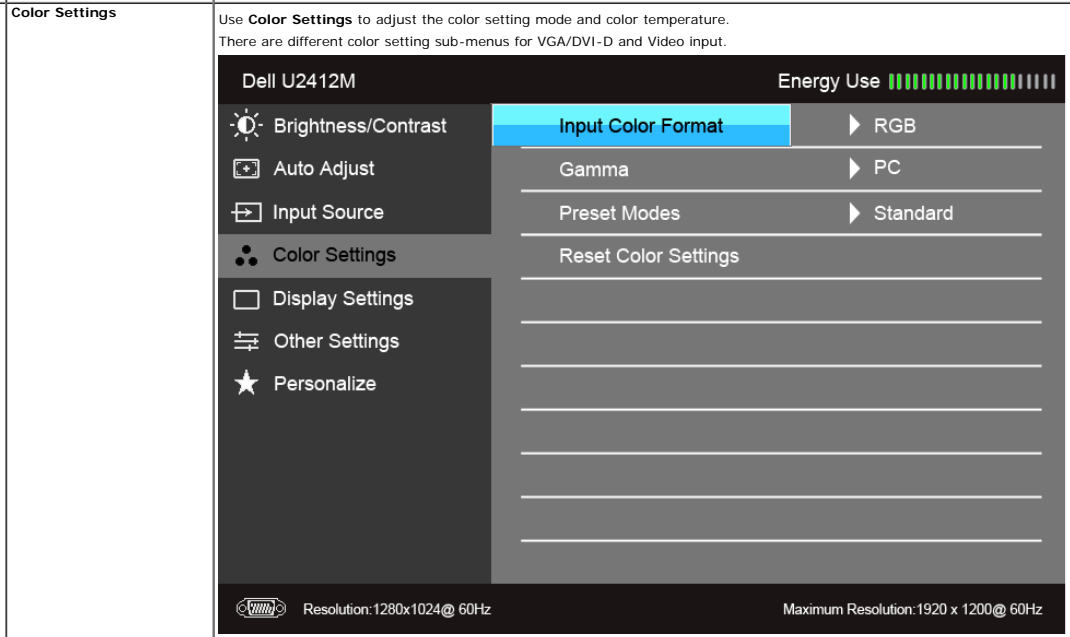 Color Settings
Use Color Settings to adjust the color setting mode and color temperature.
There are different color setting sub-menus for VGA/DVI-D and Video input.
Dell U2412M
Energy Use
Brightness/Contrast
Input Color Format
RGB
Auto Adjust
Gamma
PC
Input Source
Preset Modes
Standard
Color Settings
Reset Color Settings
Display Settings
Other Settings
Personalize
Resolution:1280x1024@ 60Hz
Maximum Resolution:1920 x 1200@ 60Hz